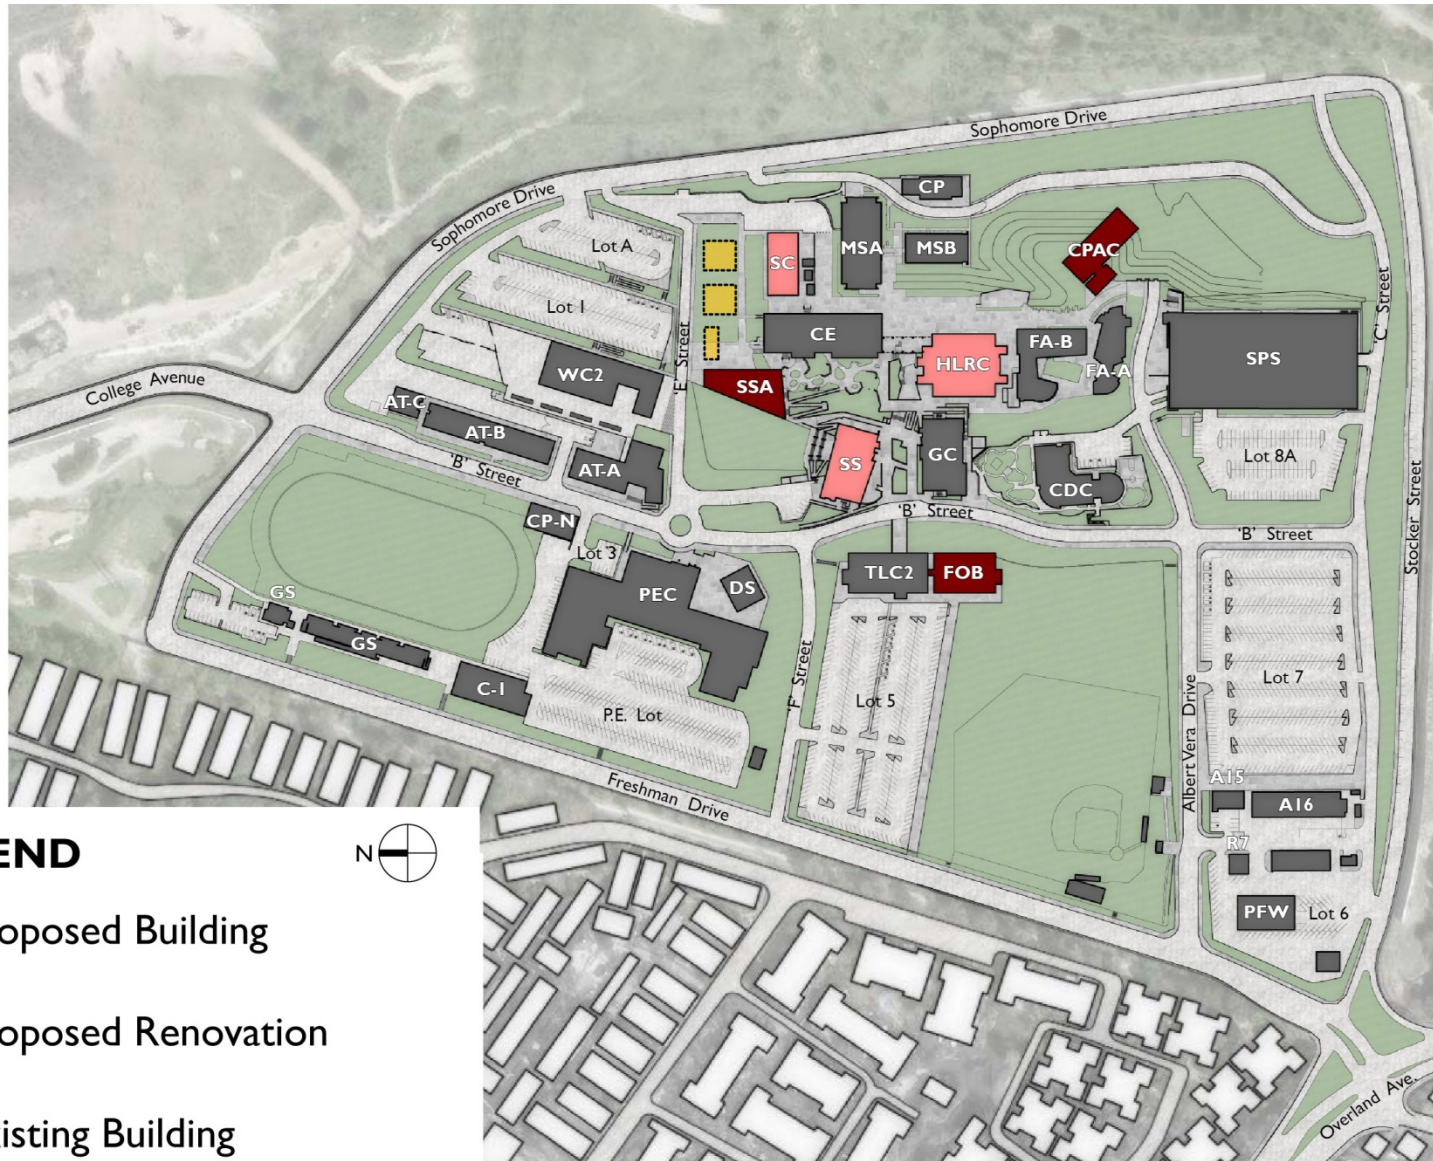 Sophomore Drive
CP
Sophomore Drive
Lot A
SC
MSA
MSB
CPAC
'C' Street
Lot 1
'E' Street
CE
HLRC
FA-B
FA-A
SPS
WC2
SSA
College Avenue
AT-C
AT-B
AT-A
'B' Street
SS
GC
CDC
Lot 8A
Stocker Street
CP-N
'B' Street
'B' Street
Lot 3
PEC
DS
TLC2
FOB
GS
GS
C-1
P.E. Lot
'F' Street
Lot 5
Albert Vera Drive
Lot 7
Freshman Drive
A15
A16
R7
PFW
Lot 6
END
N
oposed Building
oposed Renovation
isting Building
Overland Ave.